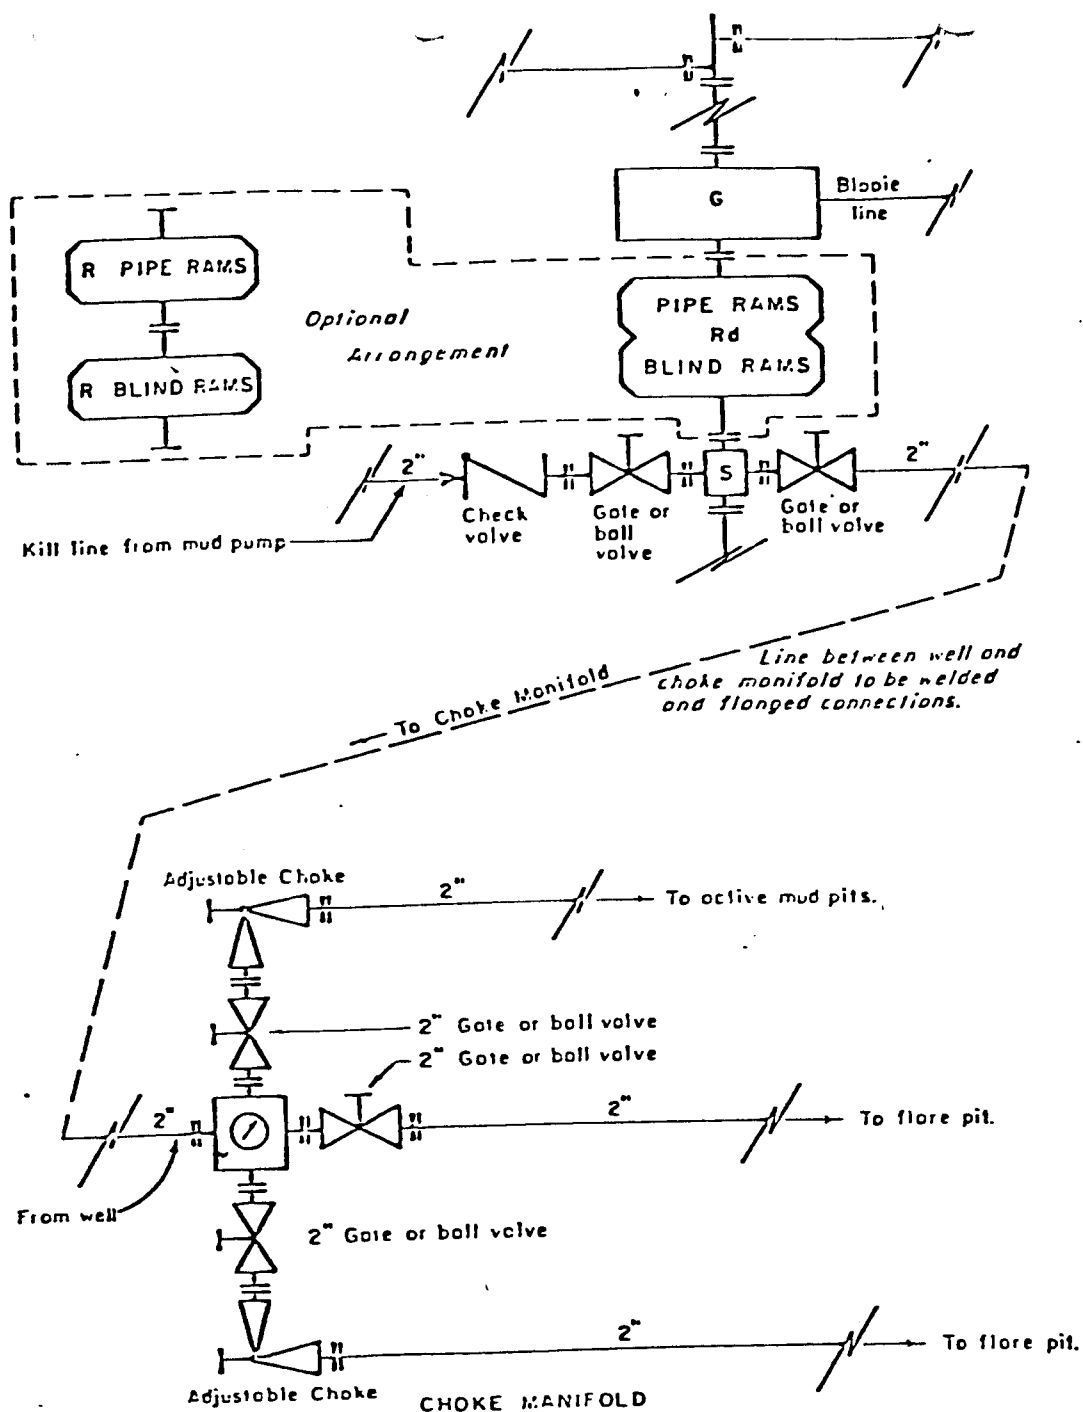 G
Blooie
line
R PIPE RAMS
R BLIND RAMS
Optional
Arrangement
PIPE RAMS
Rd
BLIND RAMS
2"
S
2"
Check
valve
Gate or
ball
valve
Gate or
ball valve
Kill line from mud pump
Line between well and
choke manifold to be welded
and flanged connections.
To Choke Manifold
Adjustable Choke
2"
To active mud pits.
2" Gate or ball valve
2" Gate or ball valve
2"
2"
To flare pit.
From well
2" Gate or ball valve
2"
To flare pit.
Adjustable Choke
CHOKE MANIFOLD